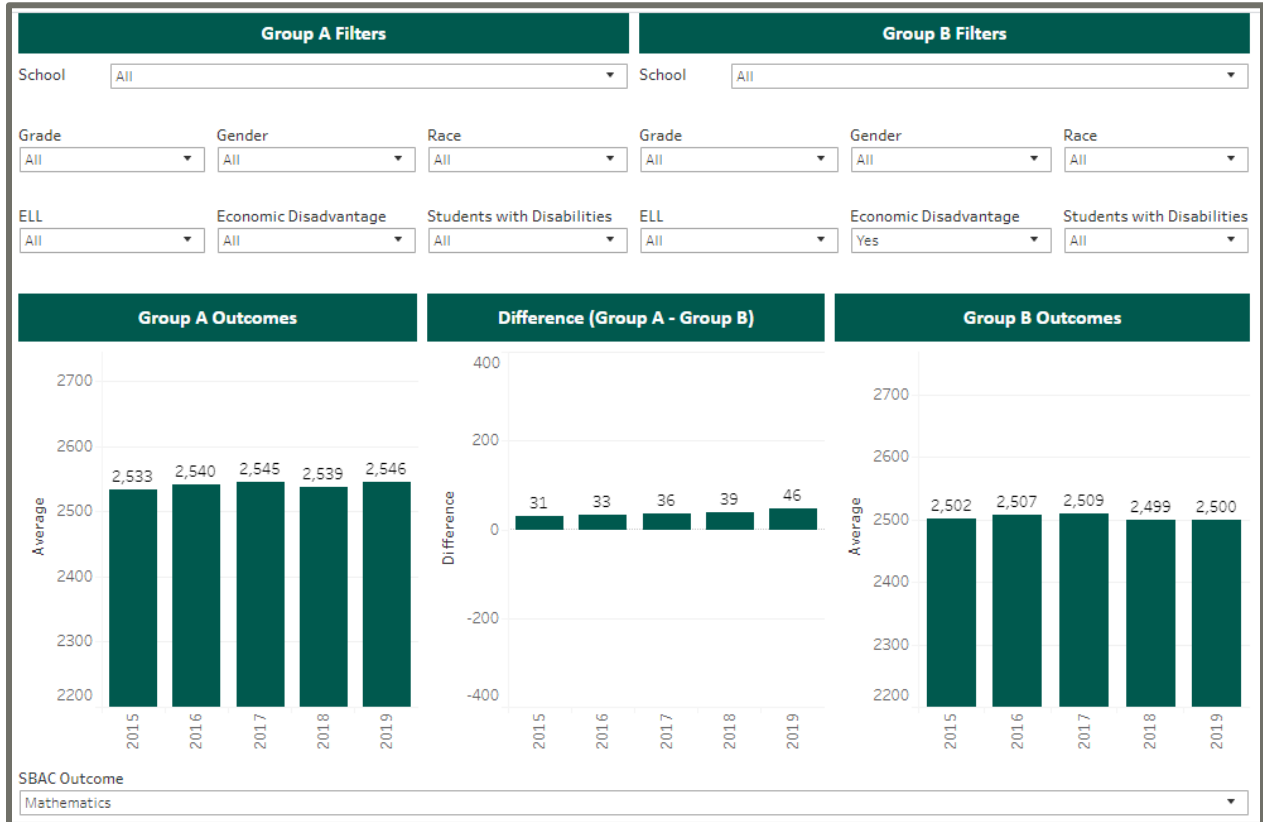 Group A Filters
Group B Filters
School All
School All
Grade Gender Race Grade Gender Race
All All All All All All
ELL Economic Disadvantage Students with Disabilities ELL Economic Disadvantage Students with Disabilities
All All All All Yes All
Group A Outcomes
Difference (Group A - Group B)
Group B Outcomes
Average
2700
2600
2500
2400
2300
2200
2,533 2,540 2,545 2,539 2,546
2015 2016 2017 2018 2019
Difference
400
200
0
-200
-400
31 33 36 39 46
2015 2016 2017 2018 2019
Average
2700
2600
2500
2400
2300
2200
2,502 2,507 2,509 2,499 2,500
2015 2016 2017 2018 2019
SBAC Outcome
Mathematics